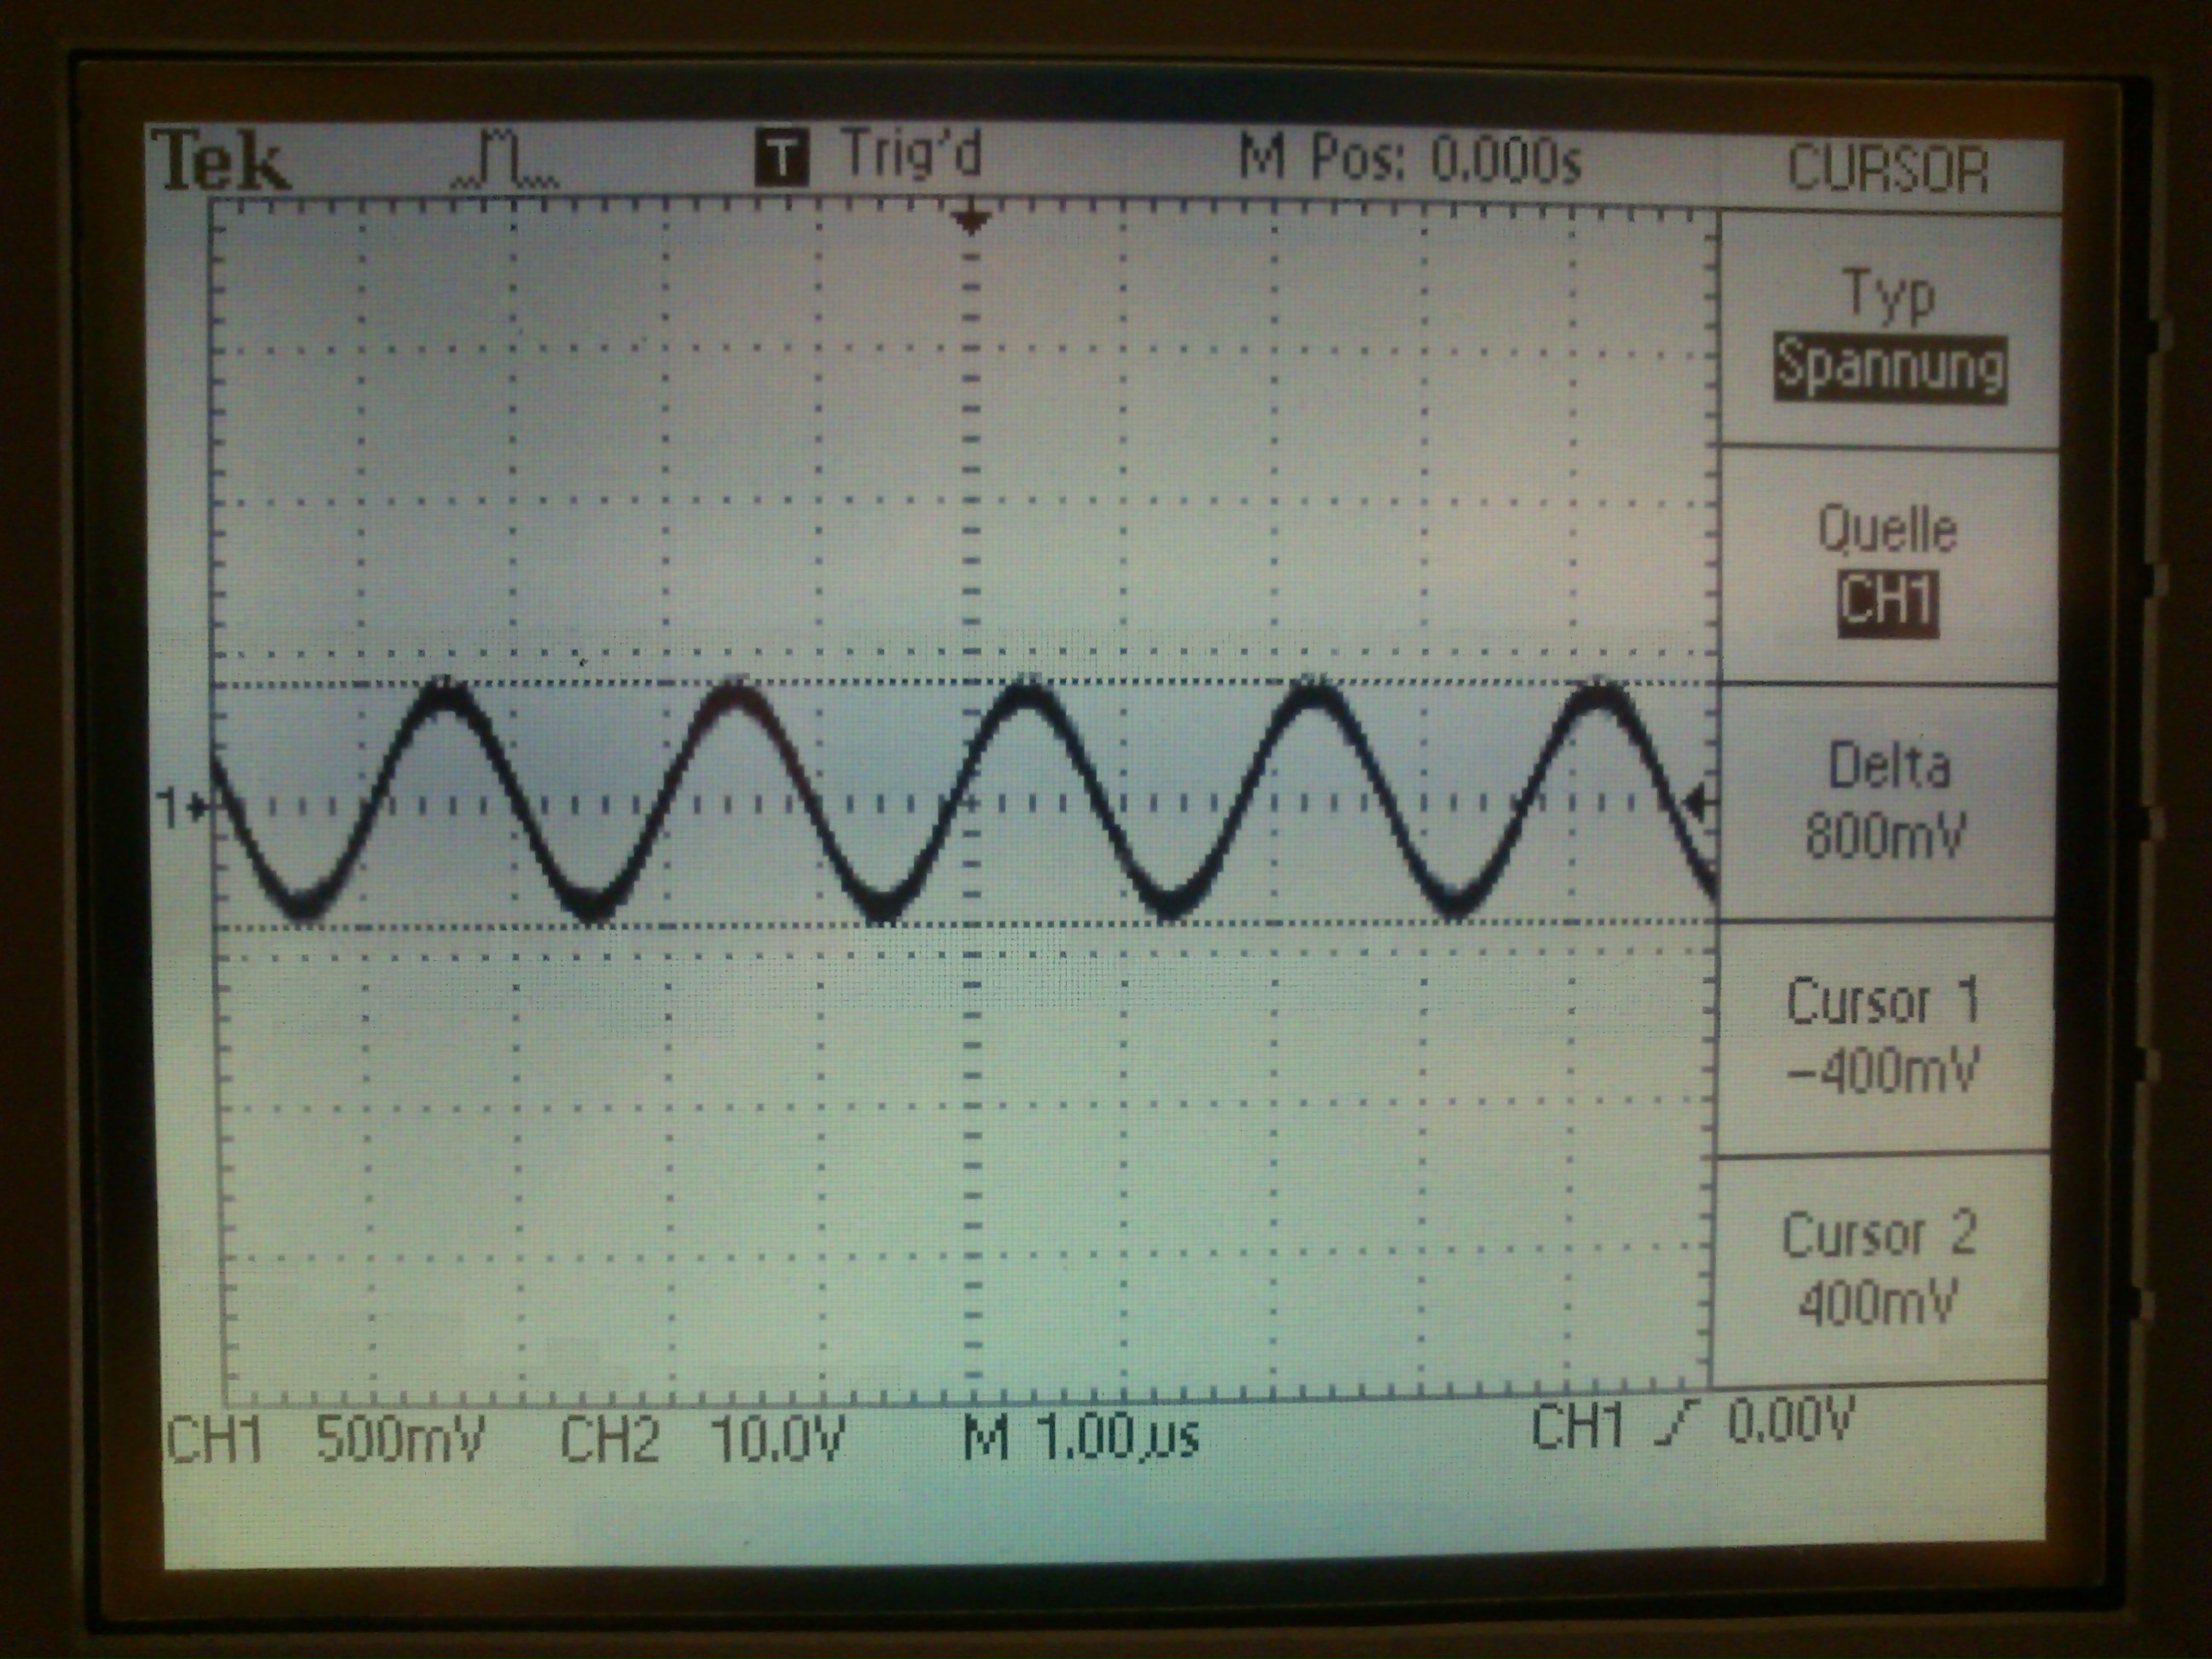 Tek T Trig'd M Pos: 0.000s CURSOR
Typ
Spannung
Quelle
CH1
1
Delta
800mV
Cursor 1
-400mV
Cursor 2
400mV
CH1 500mV CH2 10.0V M 1.00µs CH1 0.00V